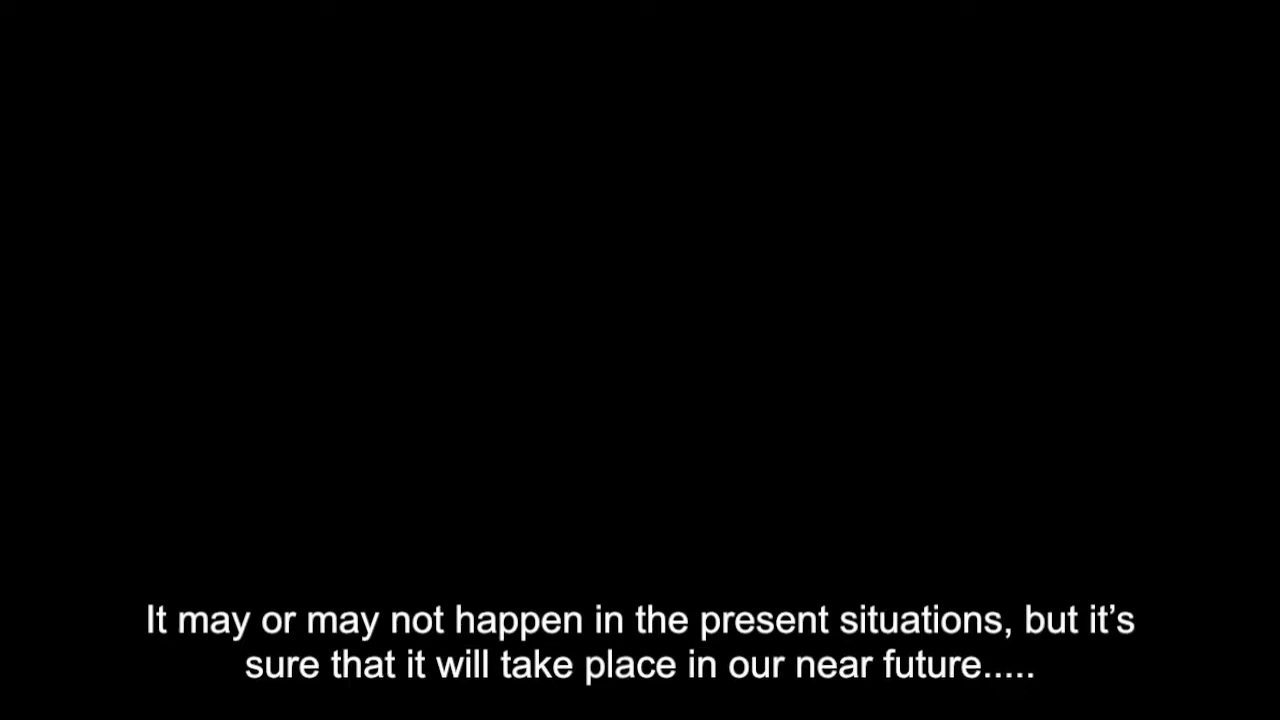 It may or may not happen in the present situations, but it’s
sure that it will take place in our near future.....